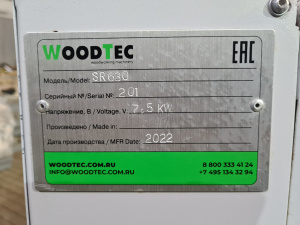 WOODTEC
woodworking machinery
EAC
Модель/Model: SR630
Серийный №/Serial №: 201
Напряжение, В / Voltage, V 7,5 KW
Произведено / Made in:
Дата производства / MFR Date: 2022
WOODTEC.COM.RU 8 800 333 41 24
INFO@WOODTEC.COM.RU +7 495 134 32 94